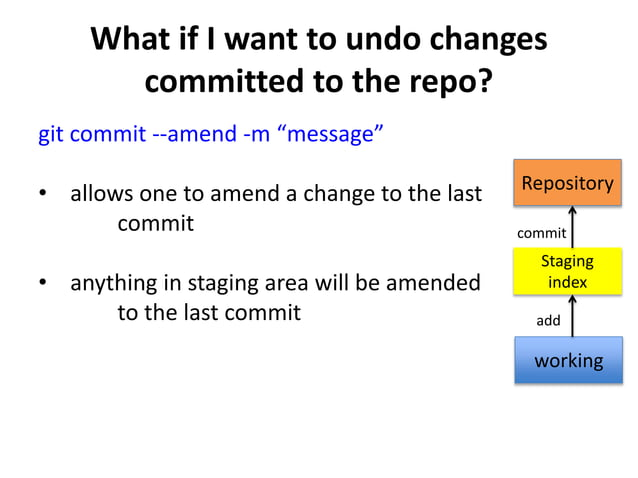 What if I want to undo changes
committed to the repo?
git commit --amend -m “message”
• allows one to amend a change to the last
commit
• anything in staging area will be amended
to the last commit
Repository
commit
Staging
index
add
working